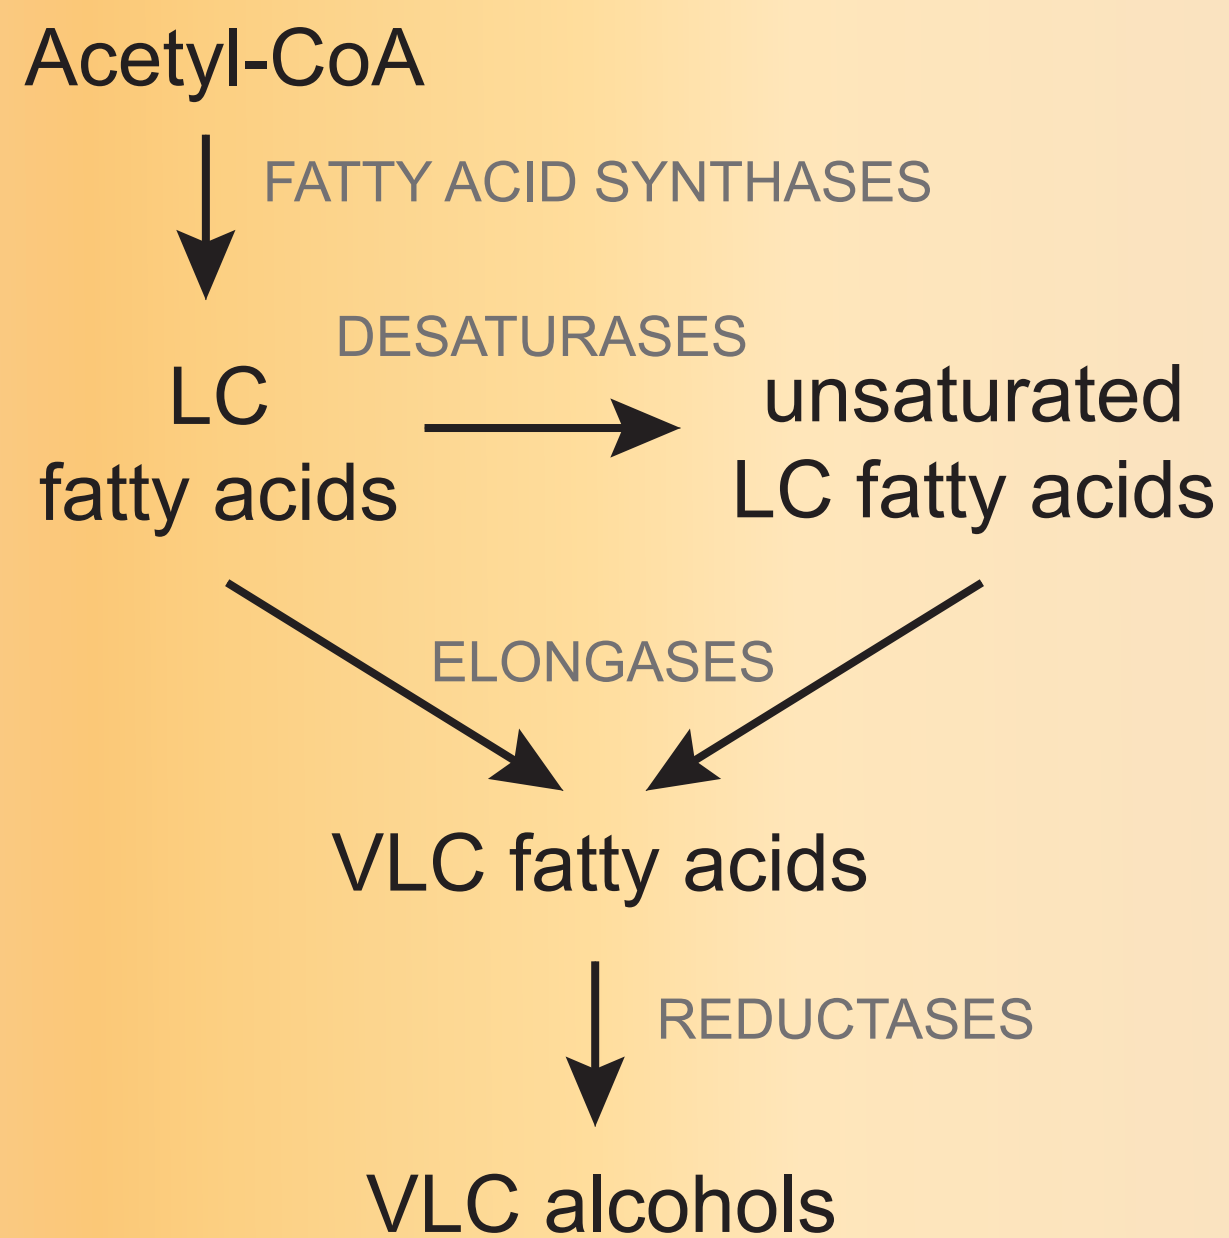 Acetyl-CoA
FATTY ACID SYNTHASES
DESATURASES
LC
fatty acids
unsaturated
LC fatty acids
ELONGASES
VLC fatty acids
REDUCTASES
VLC alcohols